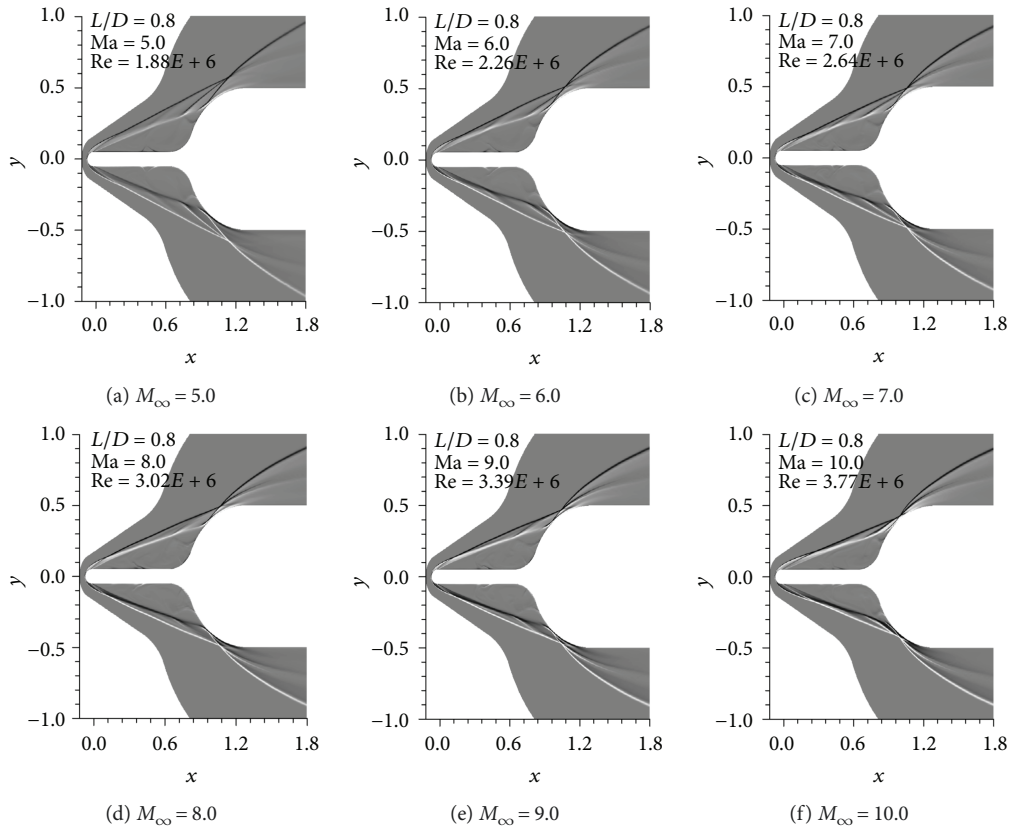 L/D = 0.8
Ma = 5.0
Re = 1.88E + 6
1.0
0.5
0.0
−0.5
−1.0
y
0.0 0.6 1.2 1.8
x
(a) M∞ = 5.0
L/D = 0.8
Ma = 6.0
Re = 2.26E + 6
1.0
0.5
0.0
−0.5
−1.0
y
0.0 0.6 1.2 1.8
x
(b) M∞ = 6.0
L/D = 0.8
Ma = 7.0
Re = 2.64E + 6
1.0
0.5
0.0
−0.5
−1.0
y
0.0 0.6 1.2 1.8
x
(c) M∞ = 7.0
L/D = 0.8
Ma = 8.0
Re = 3.02E + 6
1.0
0.5
0.0
−0.5
−1.0
y
0.0 0.6 1.2 1.8
x
(d) M∞ = 8.0
L/D = 0.8
Ma = 9.0
Re = 3.39E + 6
1.0
0.5
0.0
−0.5
−1.0
y
0.0 0.6 1.2 1.8
x
(e) M∞ = 9.0
L/D = 0.8
Ma = 10.0
Re = 3.77E + 6
1.0
0.5
0.0
−0.5
−1.0
y
0.0 0.6 1.2 1.8
x
(f) M∞ = 10.0